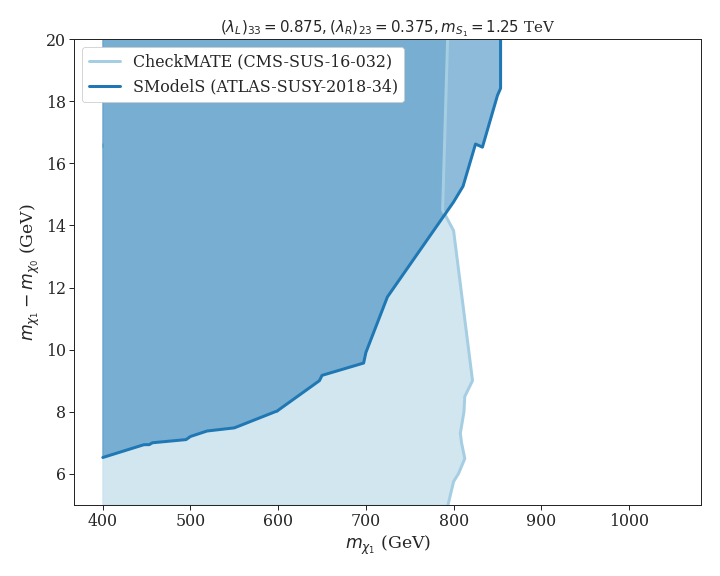 (λ_L)_33 = 0.875, (λ_R)_23 = 0.375, m_S₁ = 1.25 TeV
CheckMATE (CMS-SUS-16-032)
SModelS (ATLAS-SUSY-2018-34)
20
18
16
14
12
10
8
6
m_χ₁ − m_χ₀ (GeV)
400 500 600 700 800 900 1000
m_χ₁ (GeV)